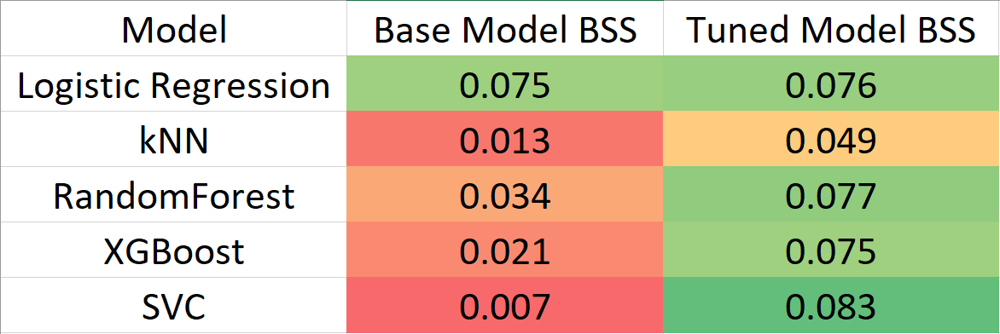 Model Base Model BSS Tuned Model BSS
Logistic Regression 0.075 0.076
kNN 0.013 0.049
RandomForest 0.034 0.077
XGBoost 0.021 0.075
SVC 0.007 0.083